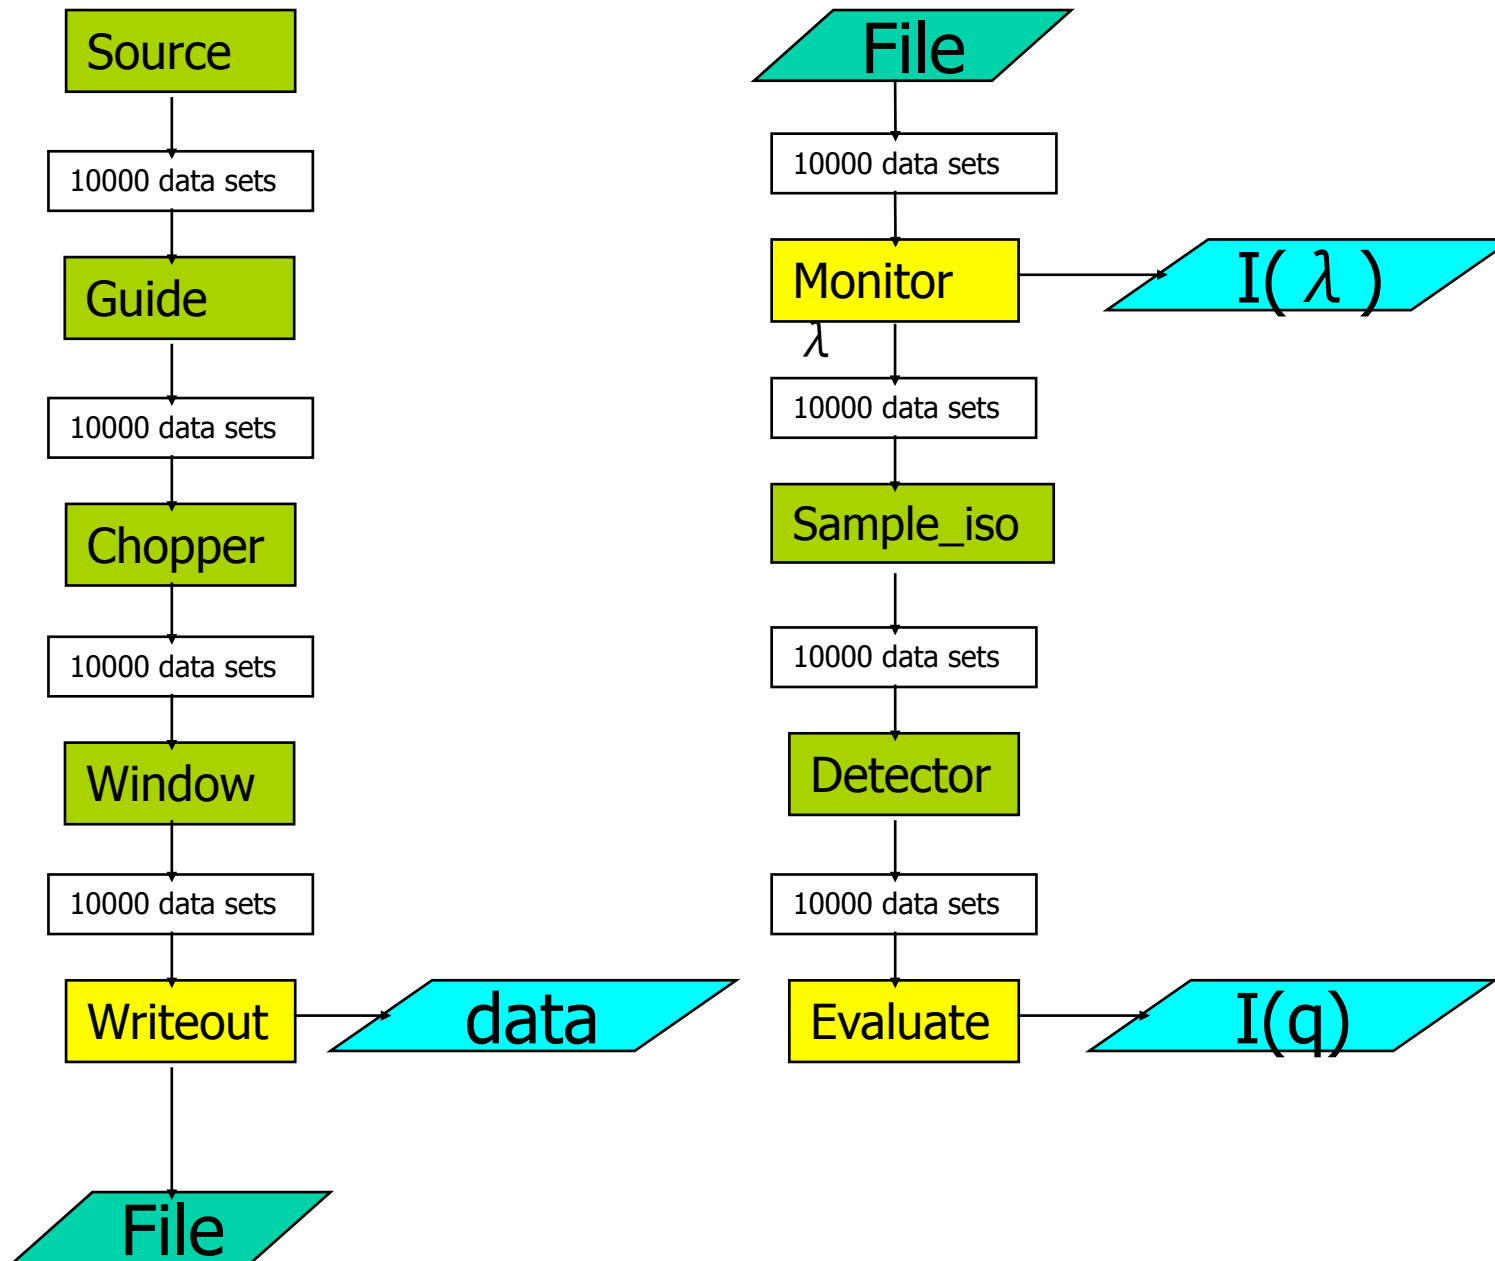 Source
10000 data sets
Guide
10000 data sets
Chopper
10000 data sets
Window
10000 data sets
Writeout
data
File
File
10000 data sets
Monitor
λ
I( λ )
10000 data sets
Sample_iso
10000 data sets
Detector
10000 data sets
Evaluate
I(q)